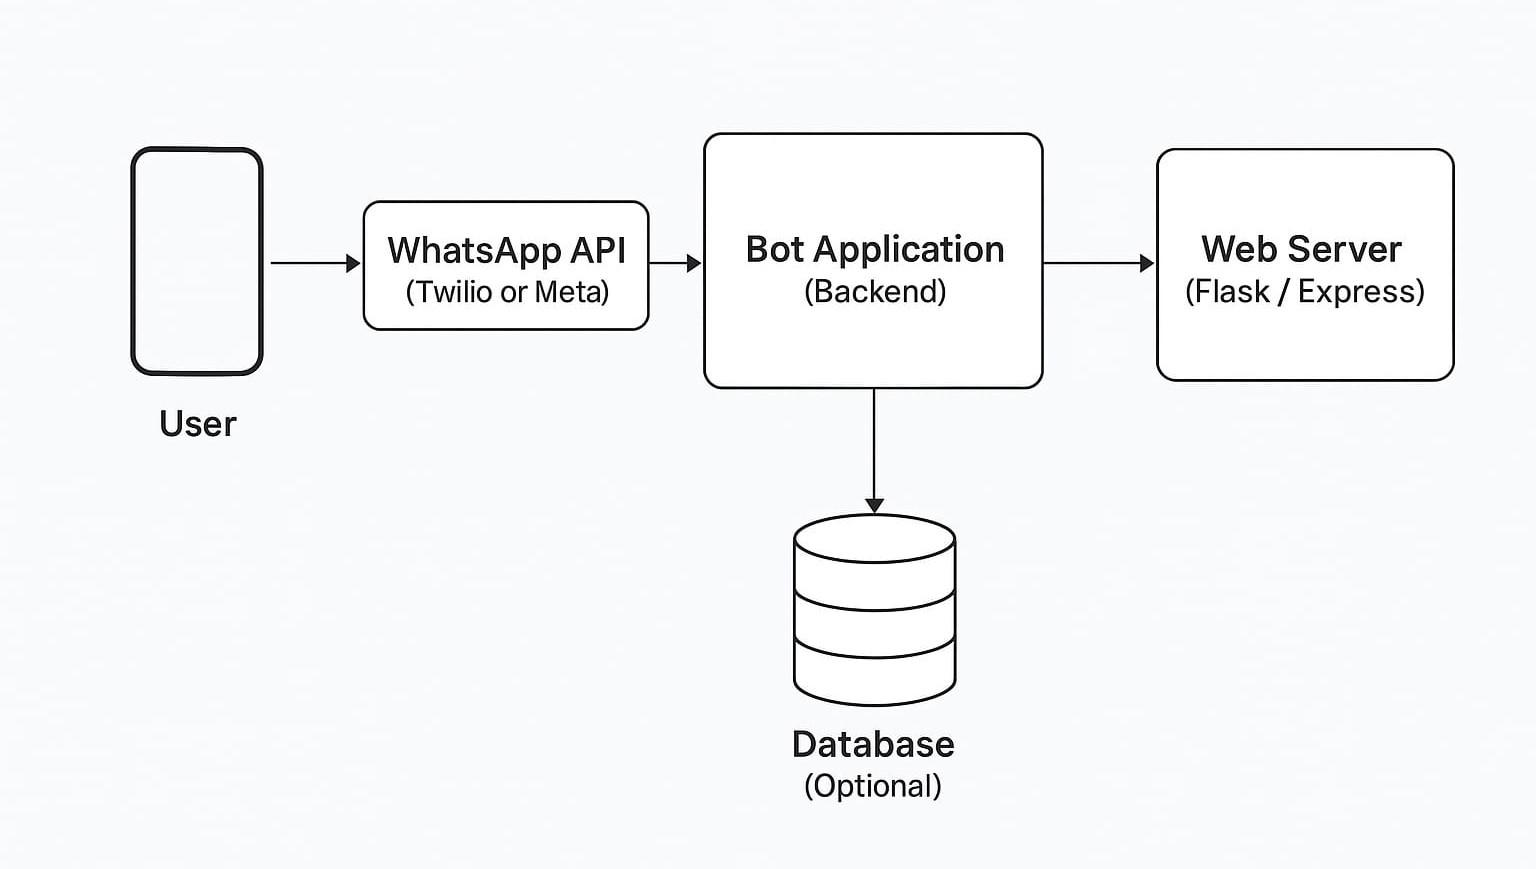 User
WhatsApp API
(Twilio or Meta)
Bot Application
(Backend)
Web Server
(Flask / Express)
Database
(Optional)